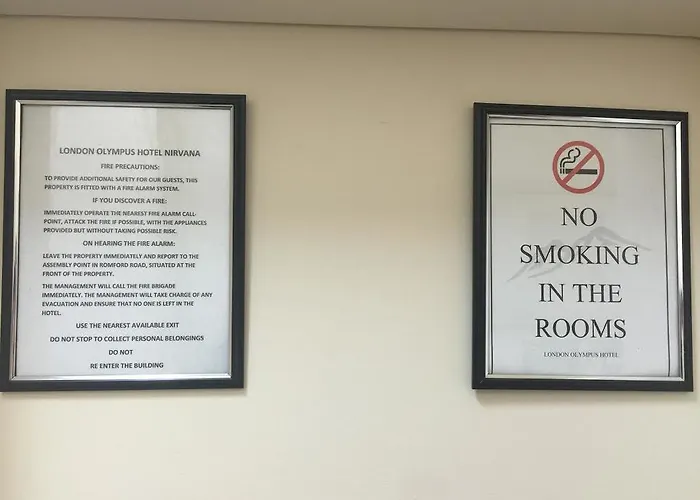 LONDON OLYMPUS HOTEL NIRVANA
FIRE PRECAUTIONS:
TO PROVIDE ADDITIONAL SAFETY FOR OUR GUESTS, THIS
PROPERTY IS FITTED WITH A FIRE ALARM SYSTEM.
IF YOU DISCOVER A FIRE:
IMMEDIATELY OPERATE THE NEAREST FIRE ALARM CALL-
POINT, ATTACK THE FIRE IF POSSIBLE, WITH THE APPLIANCES
PROVIDED BUT WITHOUT TAKING POSSIBLE RISK.
ON HEARING THE FIRE ALARM:
LEAVE THE PROPERTY IMMEDIATELY AND REPORT TO THE
ASSEMBLY POINT IN ROMFORD ROAD, SITUATED AT THE
FRONT OF THE PROPERTY.
THE MANAGEMENT WILL CALL THE FIRE BRIGADE
IMMEDIATELY. THE MANAGEMENT WILL TAKE CHARGE OF ANY
EVACUATION AND ENSURE THAT NO ONE IS LEFT IN THE
HOTEL.
USE THE NEAREST AVAILABLE EXIT
DO NOT STOP TO COLLECT PERSONAL BELONGINGS
DO NOT
RE ENTER THE BUILDING
NO
SMOKING
IN THE
ROOMS
LONDON OLYMPUS HOTEL